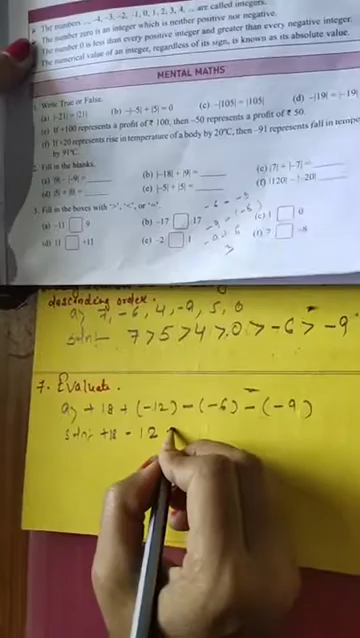 The numbers ... -4, -3, -2, -1, 0, 1, 2, 3, 4, ... are called integers.
The number zero is an integer which is neither positive nor negative.
The number 0 is less than every positive integer and greater than every negative integer.
The numerical value of an integer, regardless of its sign, is known as its absolute value.
MENTAL MATHS
1. Write True or False.
(a) |-21| = |21| (b) -|-5| + |5| = 0 (c) -|105| = |105| (d) -|19| = |-19|
(e) If +100 represents a profit of ₹ 100, then -50 represents a profit of ₹ 50.
(f) If +20 represents rise in temperature of a body by 20°C, then -91 represents fall in
by 91°C.
2. Fill in the blanks.
(a) |9| - |-9| = ______ (b) |-18| + |9| = ______ (c) |7| + |-7| = ______
(d) |5| + |8| = ______ (e) |-5| + |5| = ______ (f) |120| - |-20| = ______
3. Fill in the boxes with '>', '<', or '='.
(a) -11 □ 9 (b) -17 □ 17 (c) 1 □ 0
(d) 11 □ +11 (e) -2 □ 1 (f) 7 □ -8
descending order.
a) 7, -6, 4, -9, 5, 0
soln:- 7 > 5 > 4 > 0 > -6 > -9
7. Evaluate.
a) + 18 + (-12) - (-6) - (-9)
soln: +18 - 12